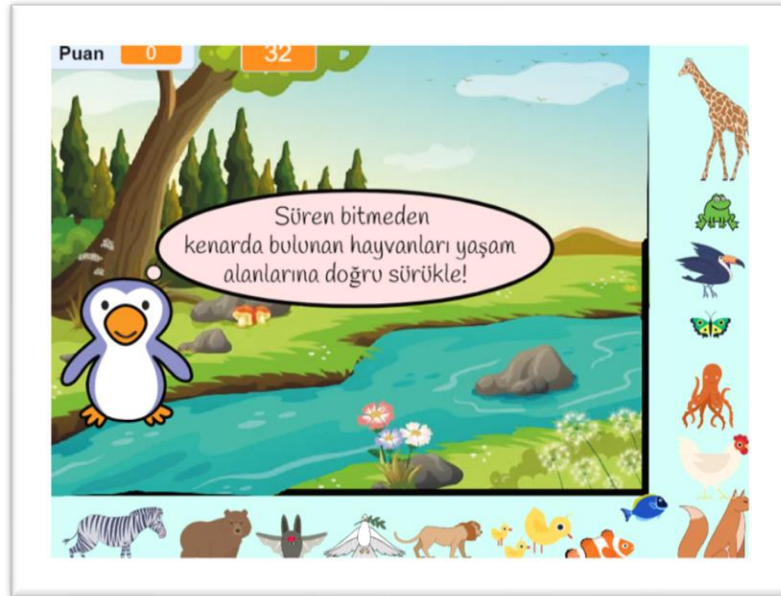 Puan 0 32
Süren bitmeden
kenarda bulunan hayvanları yaşam
alanlarına doğru sürükle!